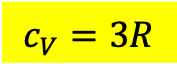 c_V = 3R